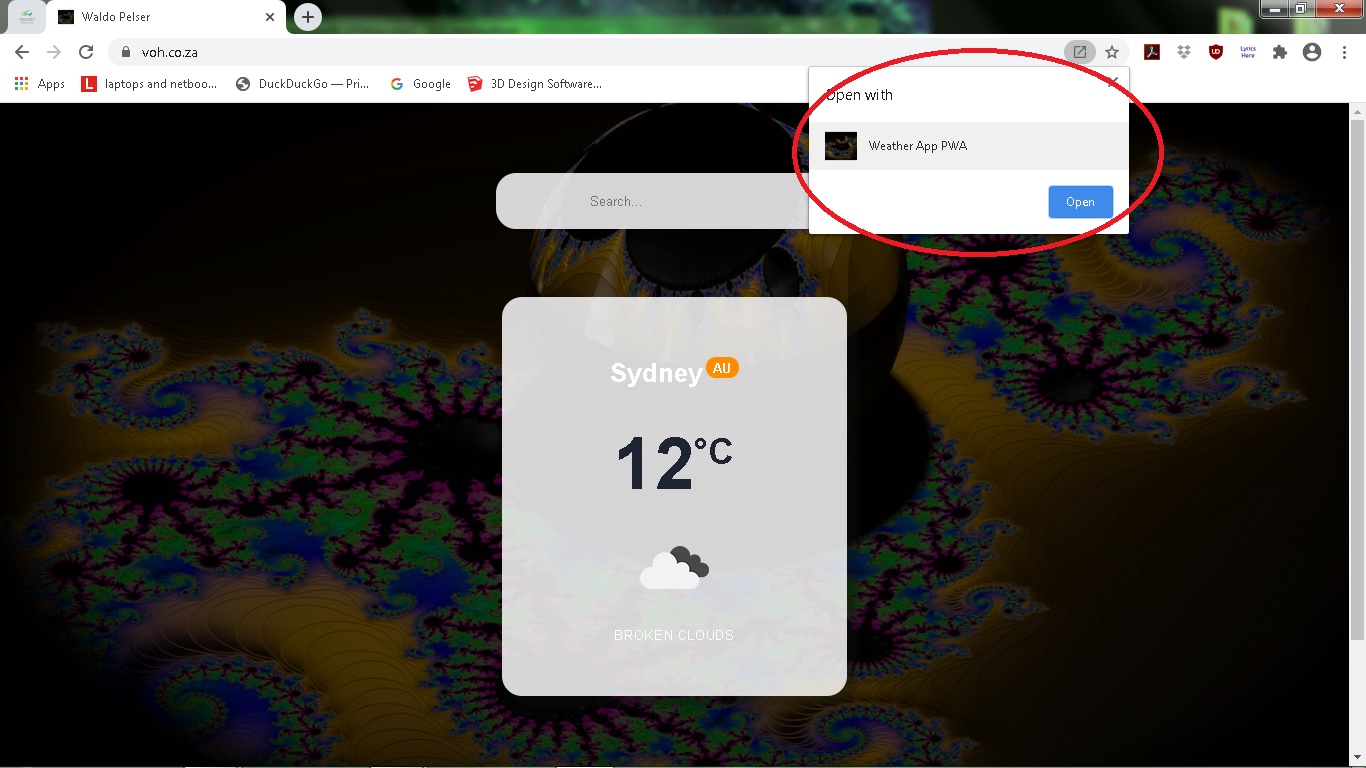 Waldo Pelser
voh.co.za
Lyrics
Here
Apps
laptops and netboo...
DuckDuckGo — Pri...
Google
3D Design Software...
Open with
Weather App PWA
Open
Search...
Sydney AU
12°C
BROKEN CLOUDS